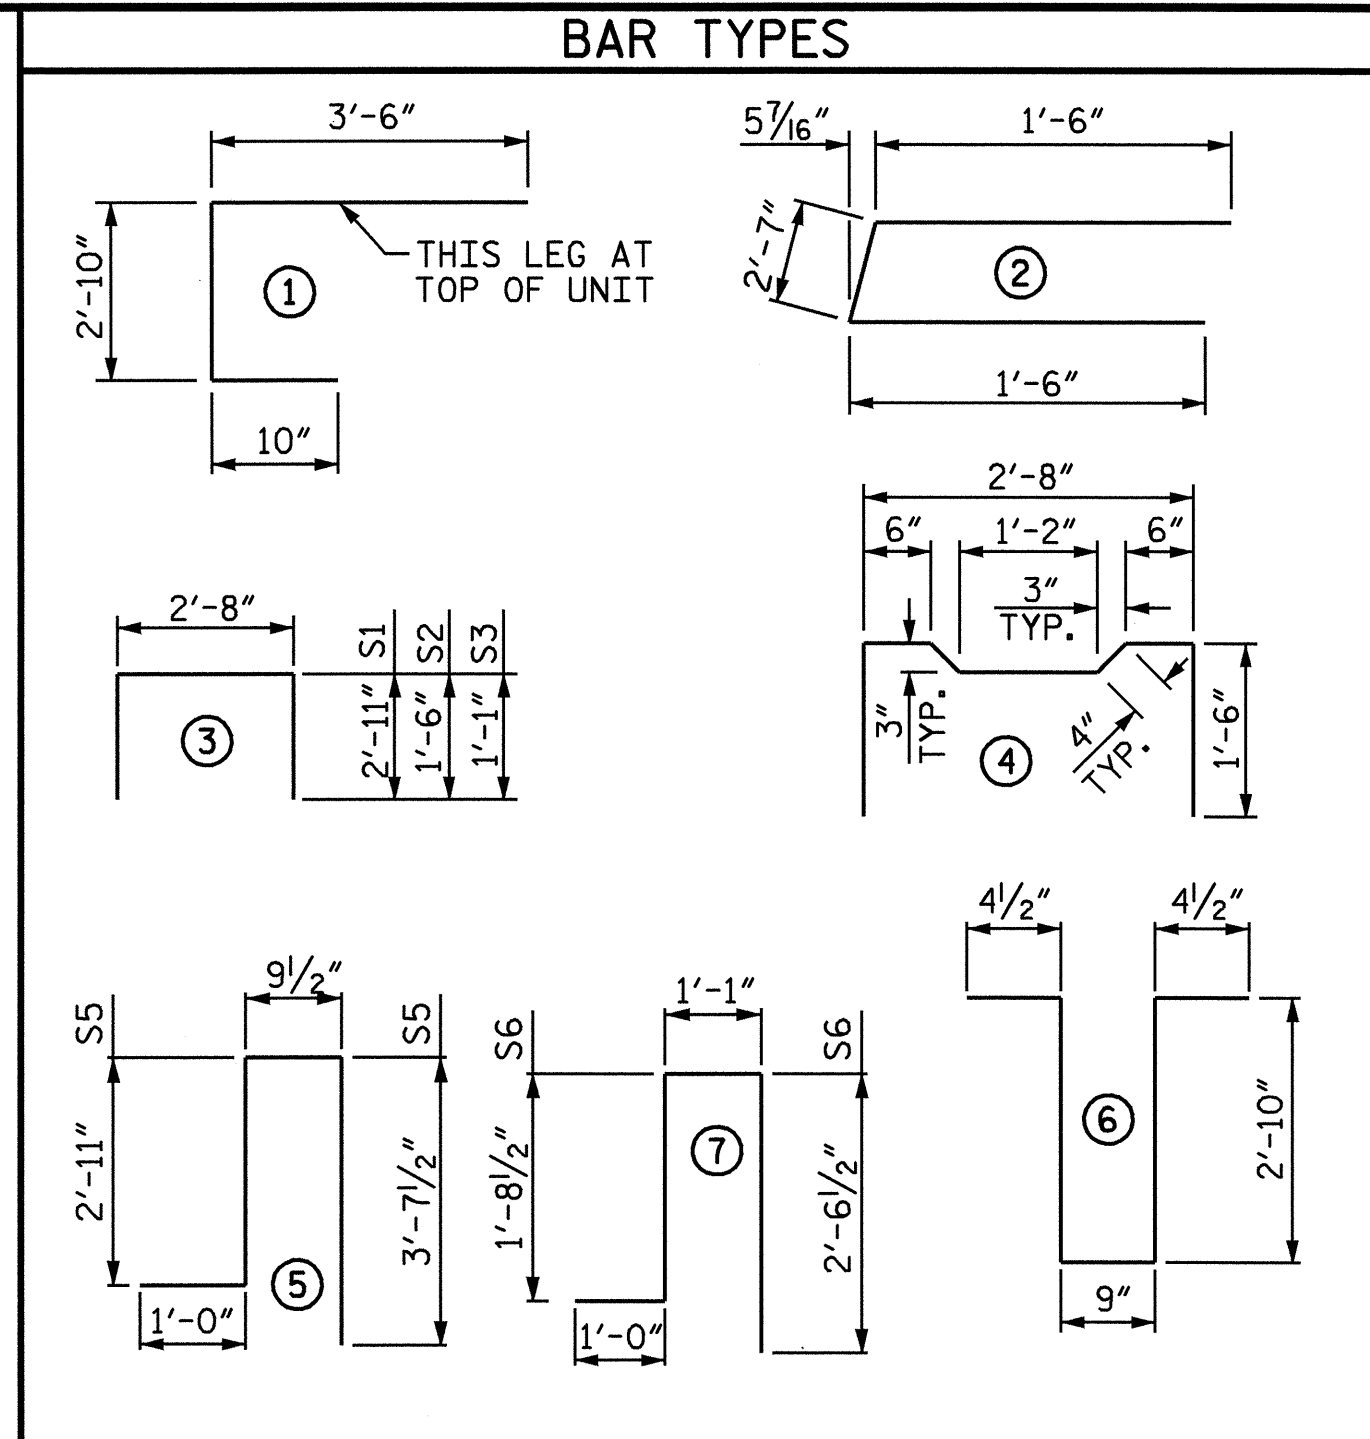 BAR TYPES
3'-6"
2'-10"
THIS LEG AT
TOP OF UNIT
1
10"
5 7/16"
1'-6"
2'-7"
2
1'-6"
2'-8"
S1
S2
S3
2'-11"
1'-6"
1'-1"
3
2'-8"
6"
1'-2"
6"
3"
TYP.
3"
TYP.
4"
TYP.
1'-6"
4
9 1/2"
S5
S5
2'-11"
3'-7 1/2"
5
1'-0"
1'-1"
S6
S6
1'-8 1/2"
2'-6 1/2"
7
1'-0"
4 1/2"
4 1/2"
6
2'-10"
9"